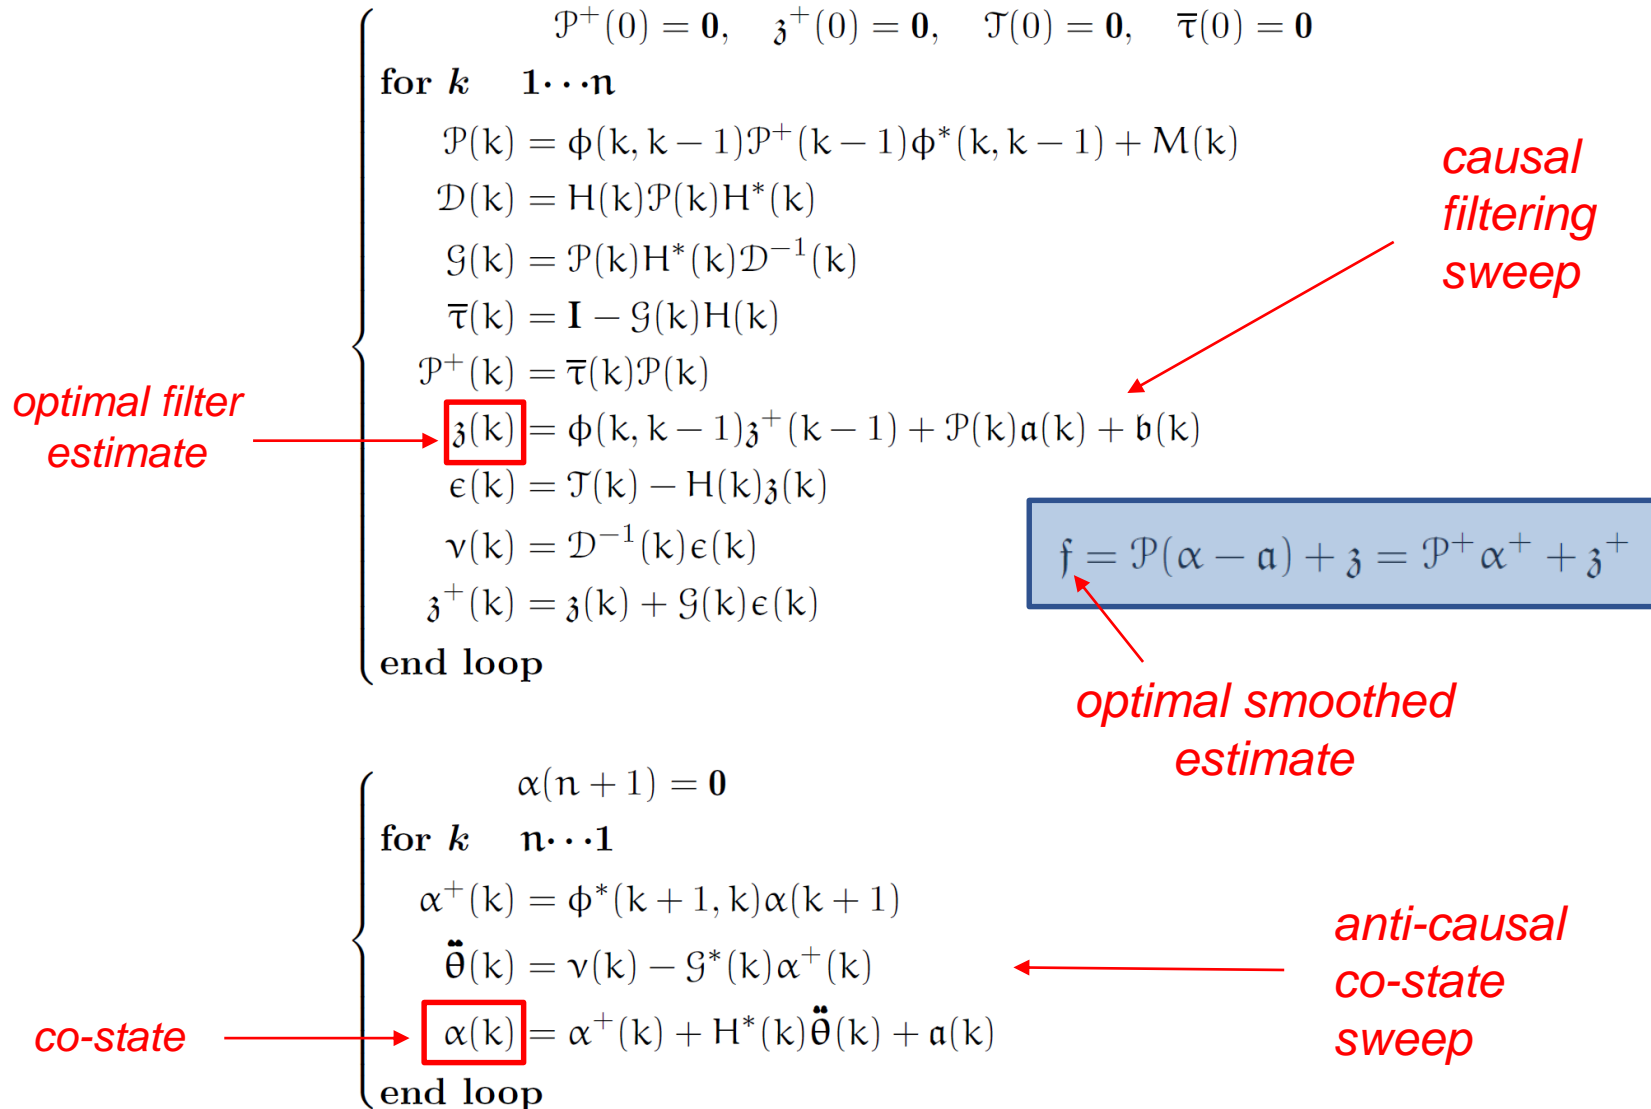 𝒫⁺(0) = 𝟎, 𝔷⁺(0) = 𝟎, 𝒯(0) = 𝟎, τ̅(0) = 𝟎
for k 1⋯n
𝒫(k) = ϕ(k, k − 1)𝒫⁺(k − 1)ϕ*(k, k − 1) + M(k)
𝒟(k) = H(k)𝒫(k)H*(k)
𝒢(k) = 𝒫(k)H*(k)𝒟⁻¹(k)
τ̅(k) = I − 𝒢(k)H(k)
𝒫⁺(k) = τ̅(k)𝒫(k)
𝔷(k) = ϕ(k, k − 1)𝔷⁺(k − 1) + 𝒫(k)𝔞(k) + 𝔟(k)
ϵ(k) = 𝒯(k) − H(k)𝔷(k)
ν(k) = 𝒟⁻¹(k)ϵ(k)
𝔷⁺(k) = 𝔷(k) + 𝒢(k)ϵ(k)
end loop
optimal filter
estimate
causal
filtering
sweep
𝔣 = 𝒫(α − 𝔞) + 𝔷 = 𝒫⁺α⁺ + 𝔷⁺
optimal smoothed
estimate
α(n + 1) = 𝟎
for k n⋯1
α⁺(k) = ϕ*(k + 1, k)α(k + 1)
θ̈(k) = ν(k) − 𝒢*(k)α⁺(k)
α(k) = α⁺(k) + H*(k)θ̈(k) + 𝔞(k)
end loop
co-state
anti-causal
co-state
sweep